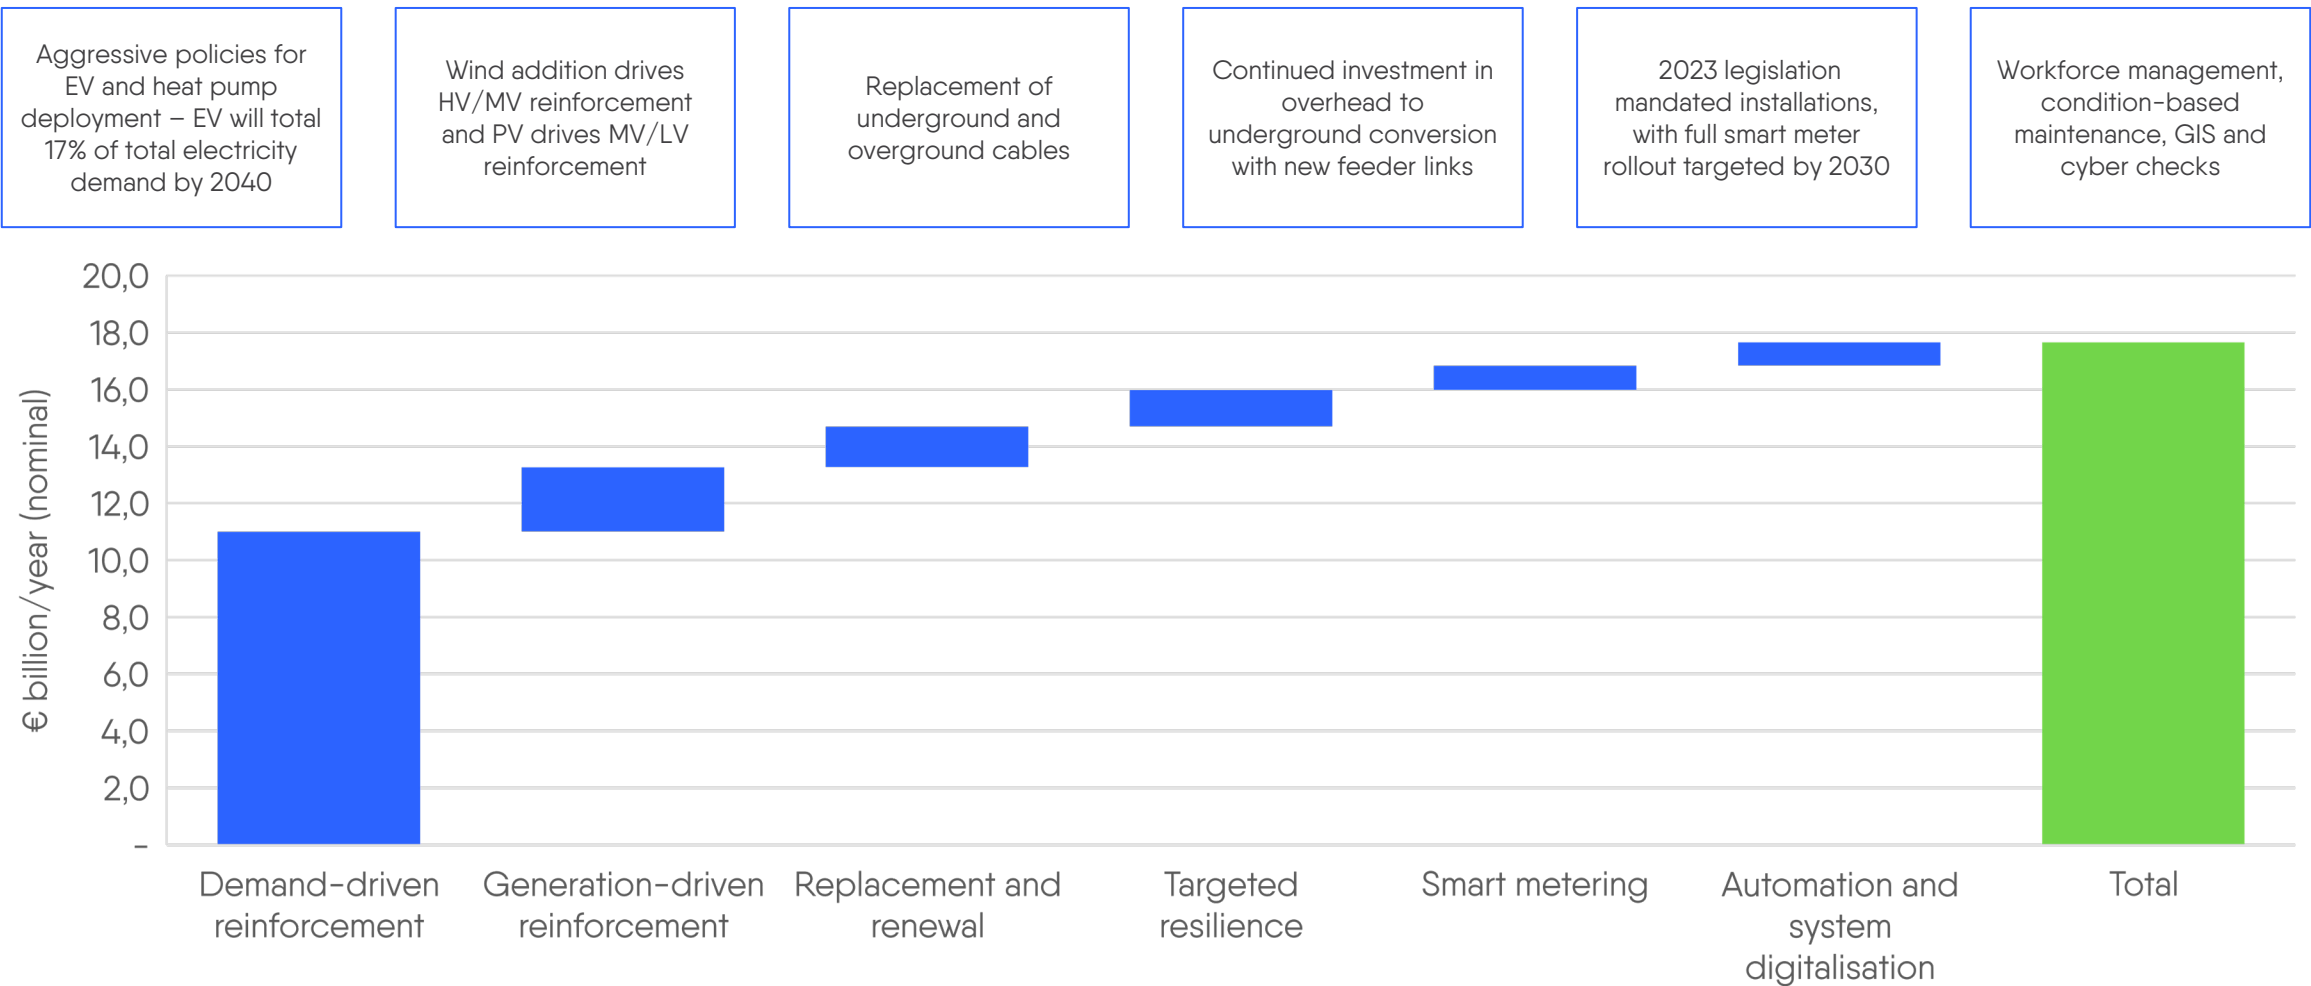 Aggressive policies for
EV and heat pump
deployment – EV will total
17% of total electricity
demand by 2040
Wind addition drives
HV/MV reinforcement
and PV drives MV/LV
reinforcement
Replacement of
underground and
overground cables
Continued investment in
overhead to
underground conversion
with new feeder links
2023 legislation
mandated installations,
with full smart meter
rollout targeted by 2030
Workforce management,
condition-based
maintenance, GIS and
cyber checks
€ billion/year (nominal)
20,0
18,0
16,0
14,0
12,0
10,0
8,0
6,0
4,0
2,0
–
Demand-driven
reinforcement
Generation-driven
reinforcement
Replacement and
renewal
Targeted
resilience
Smart metering
Automation and
system
digitalisation
Total